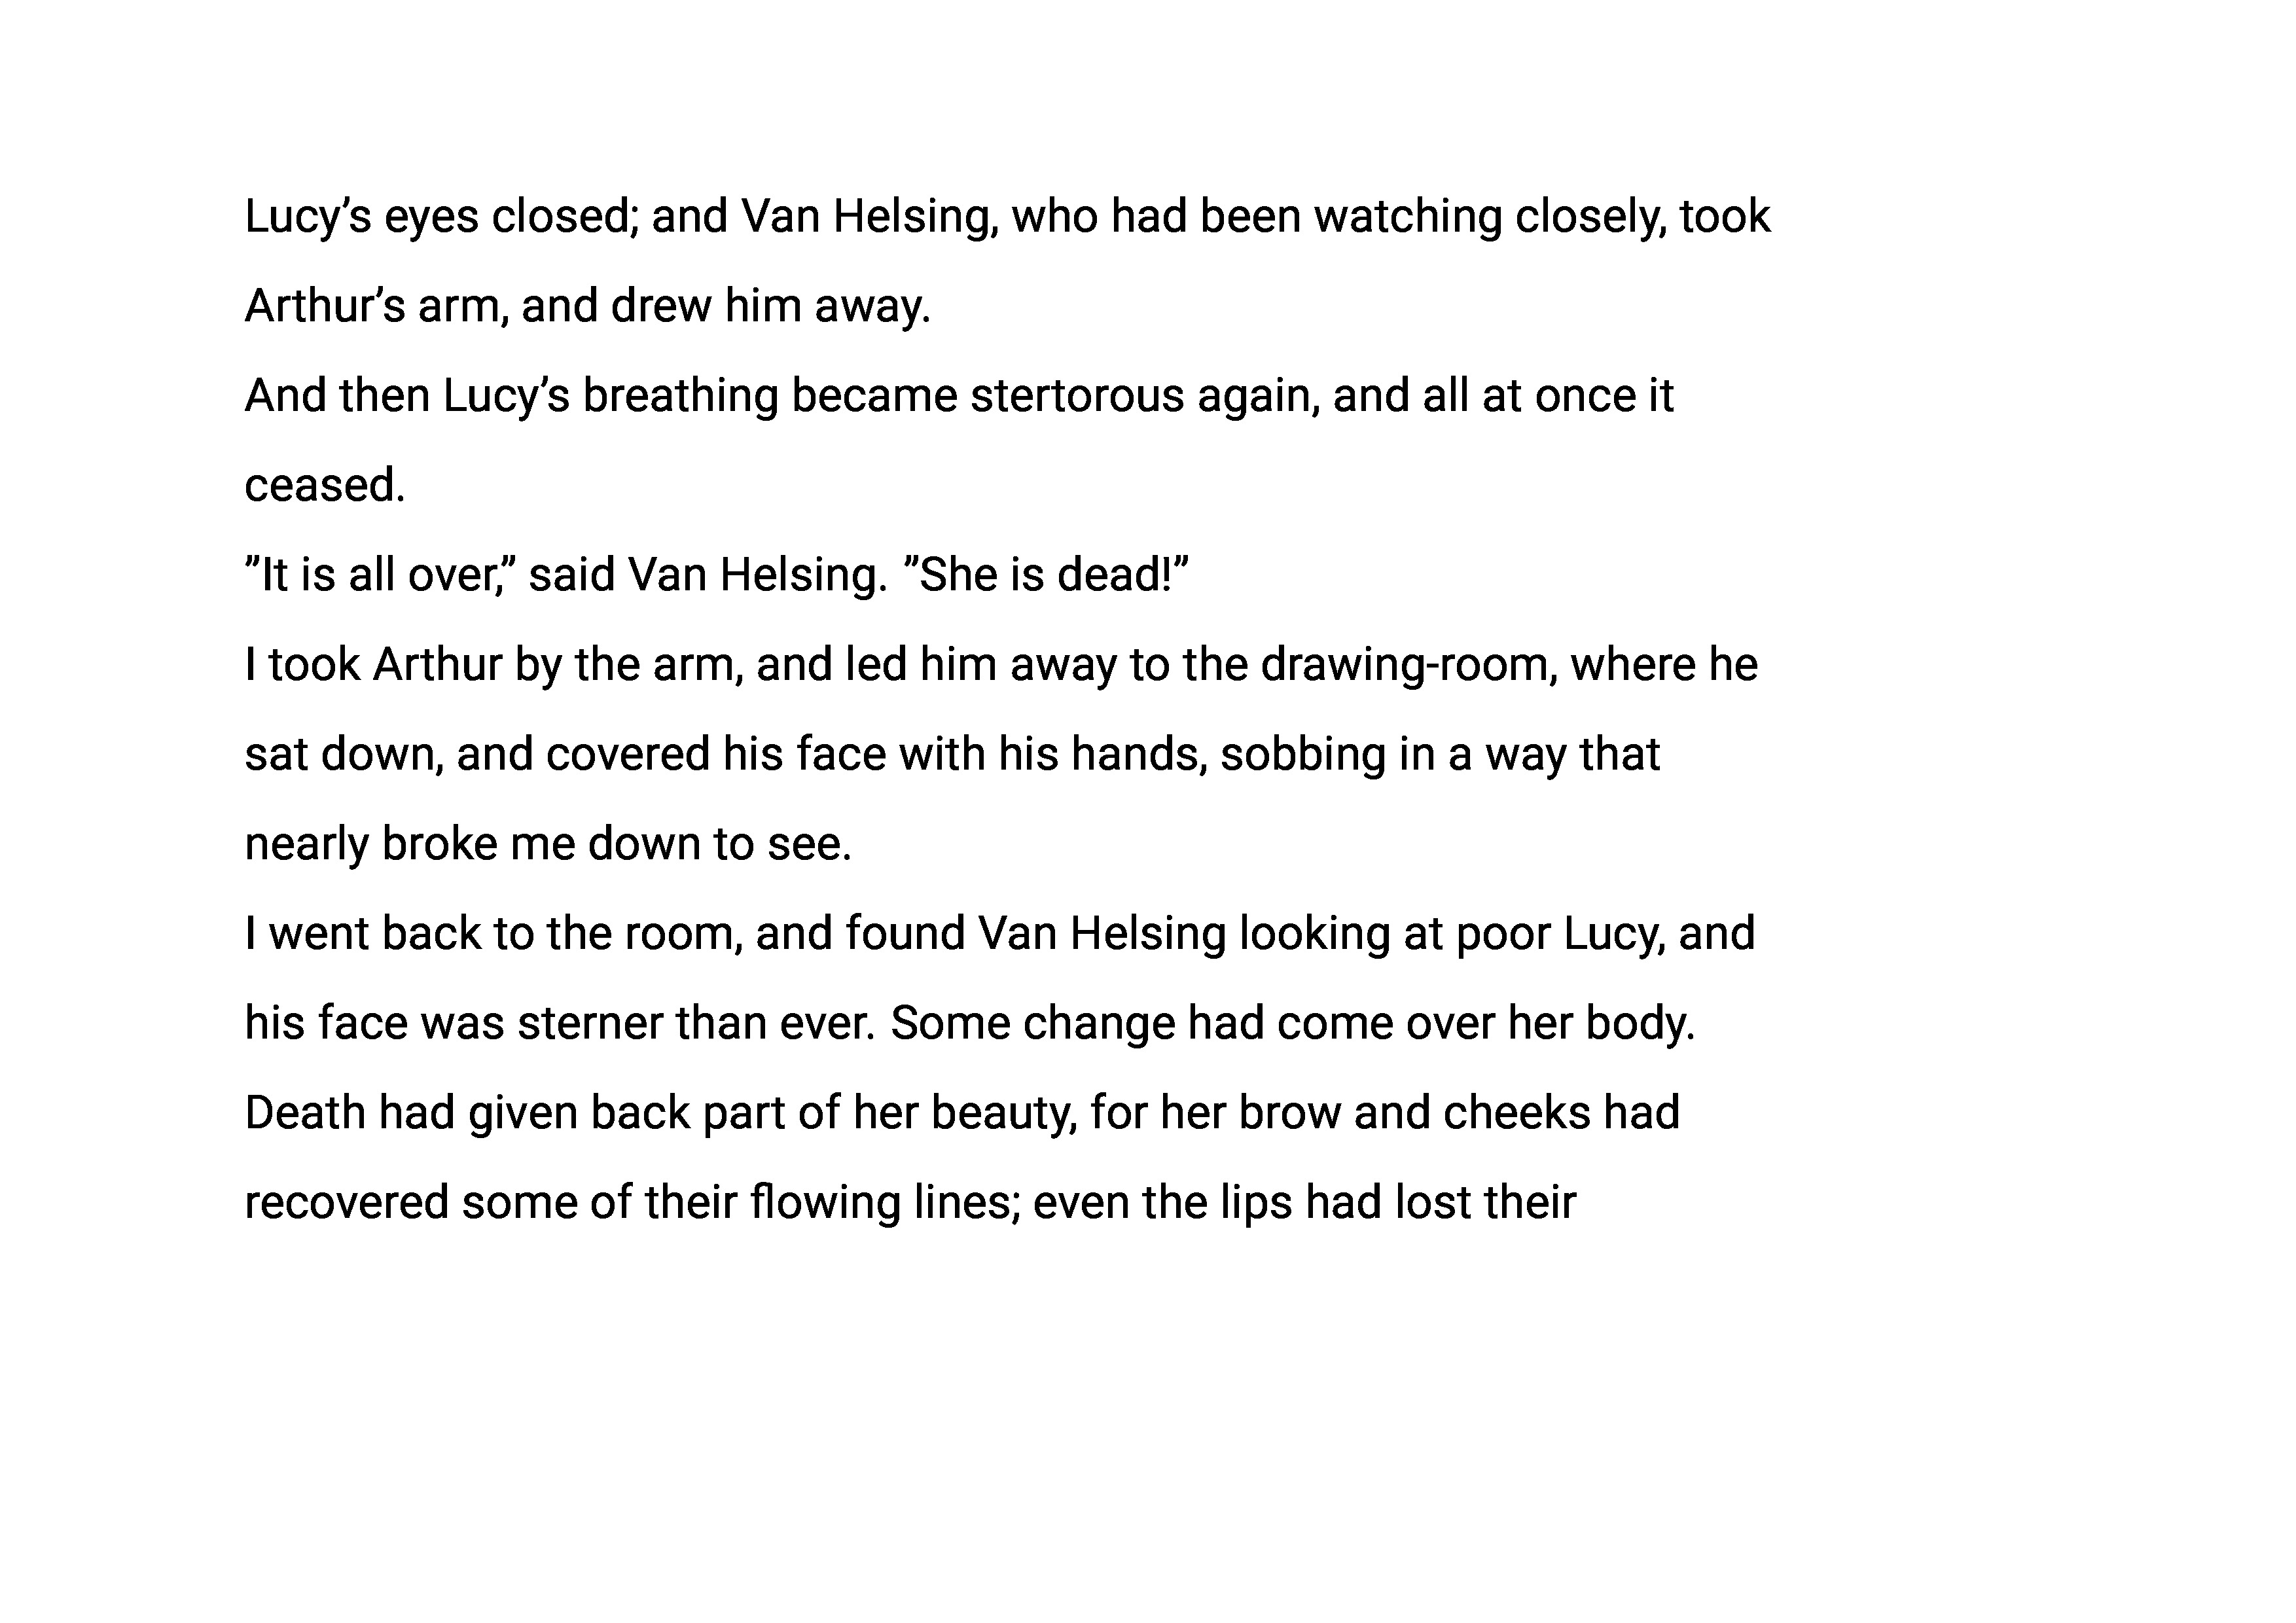 Lucy’s eyes closed; and Van Helsing, who had been watching closely, took
Arthur’s arm, and drew him away.
And then Lucy’s breathing became stertorous again, and all at once it
ceased.
”It is all over,” said Van Helsing. ”She is dead!”
I took Arthur by the arm, and led him away to the drawing-room, where he
sat down, and covered his face with his hands, sobbing in a way that
nearly broke me down to see.
I went back to the room, and found Van Helsing looking at poor Lucy, and
his face was sterner than ever. Some change had come over her body.
Death had given back part of her beauty, for her brow and cheeks had
recovered some of their flowing lines; even the lips had lost their